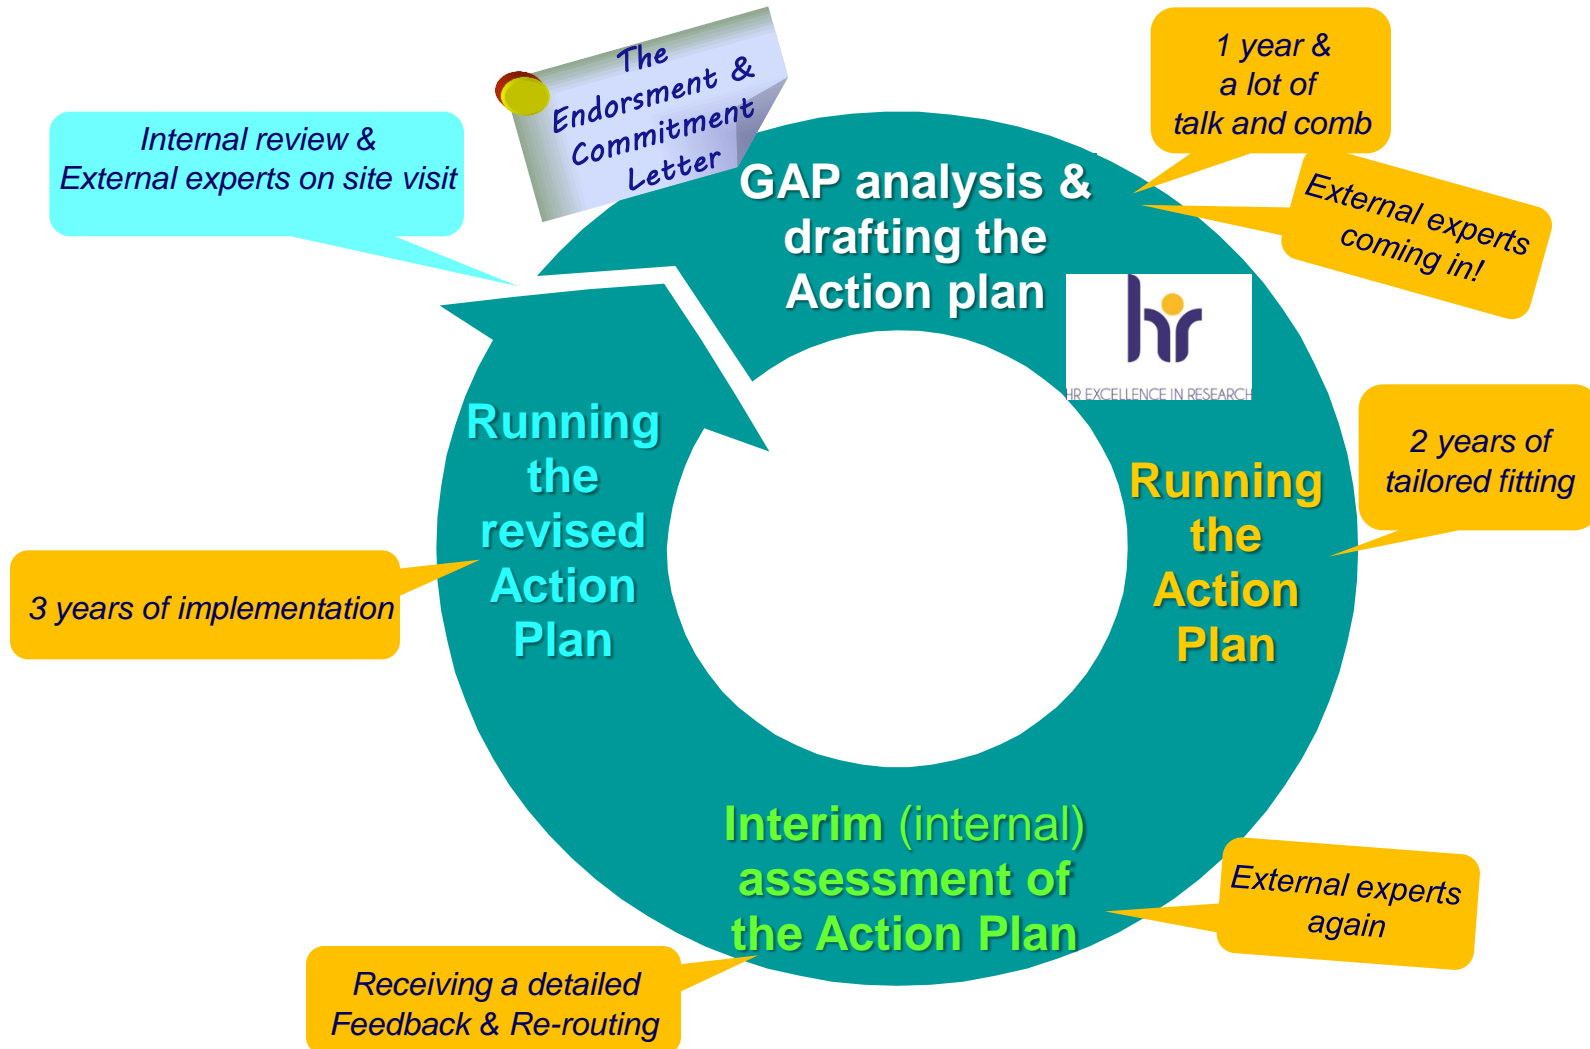 The
Endorsment &
Commitment
Letter
1 year &
a lot of
talk and comb
Internal review &
External experts on site visit
GAP analysis &
drafting the
Action plan
External experts
coming in!
hr
HR EXCELLENCE IN RESEARCH
Running
the
revised
Action
Plan
Running
the
Action
Plan
2 years of
tailored fitting
3 years of implementation
Interim (internal)
assessment of
the Action Plan
External experts
again
Receiving a detailed
Feedback & Re-routing